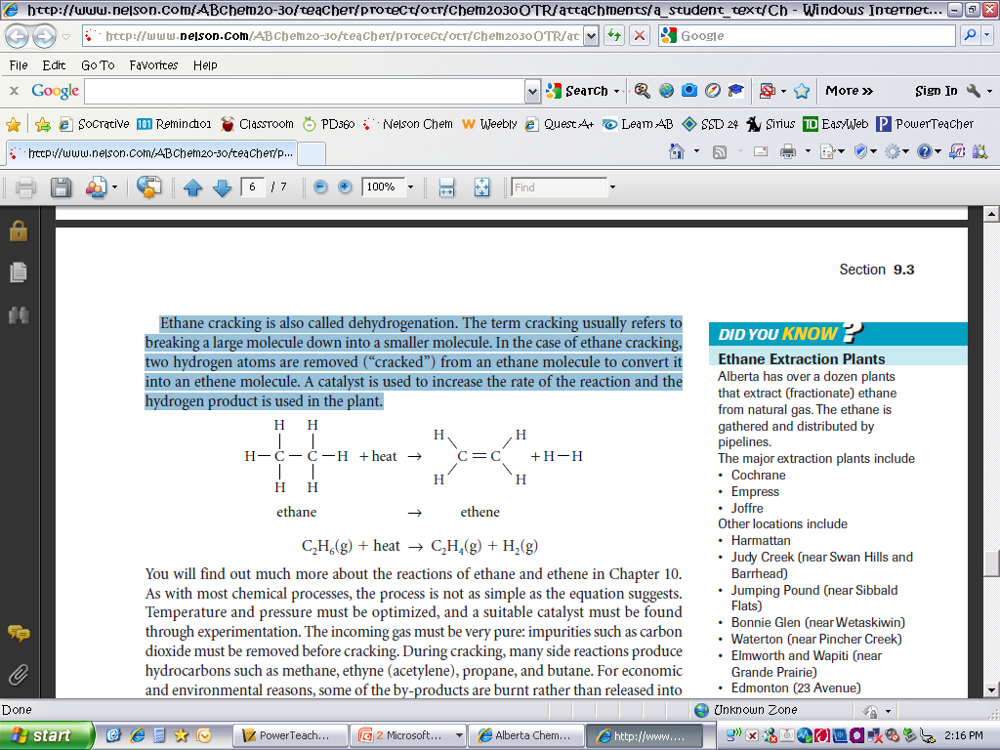 http://www.nelson.com/ABChem20-30/teacher/protect/otr/Chem2030OTR/attachments/a_student_text/Ch - Windows Internet...
http://www.nelson.com/ABChem20-30/teacher/protect/otr/Chem2030OTR/at
Google
File Edit Go To Favorites Help
x Google Search More >> Sign In
Socrative Remind101 Classroom PD360 Nelson Chem Weebly Quest A+ Learn AB SSD 24 Sirius EasyWeb PowerTeacher
http://www.nelson.com/ABChem20-30/teacher/p...
6 / 7 100% Find
Section 9.3
Ethane cracking is also called dehydrogenation. The term cracking usually refers to
breaking a large molecule down into a smaller molecule. In the case of ethane cracking,
two hydrogen atoms are removed (“cracked”) from an ethane molecule to convert it
into an ethene molecule. A catalyst is used to increase the rate of the reaction and the
hydrogen product is used in the plant.
H H
H H
H — C — C — H + heat → C = C + H — H
H H
H H
ethane → ethene
C₂H₆(g) + heat → C₂H₄(g) + H₂(g)
You will find out much more about the reactions of ethane and ethene in Chapter 10.
As with most chemical processes, the process is not as simple as the equation suggests.
Temperature and pressure must be optimized, and a suitable catalyst must be found
through experimentation. The incoming gas must be very pure: impurities such as carbon
dioxide must be removed before cracking. During cracking, many side reactions produce
hydrocarbons such as methane, ethyne (acetylene), propane, and butane. For economic
and environmental reasons, some of the by-products are burnt rather than released into
DID YOU KNOW ?
Ethane Extraction Plants
Alberta has over a dozen plants
that extract (fractionate) ethane
from natural gas. The ethane is
gathered and distributed by
pipelines.
The major extraction plants include
• Cochrane
• Empress
• Joffre
Other locations include
• Harmattan
• Judy Creek (near Swan Hills and
Barrhead)
• Jumping Pound (near Sibbald
Flats)
• Bonnie Glen (near Wetaskiwin)
• Waterton (near Pincher Creek)
• Elmworth and Wapiti (near
Grande Prairie)
• Edmonton (23 Avenue)
Done Unknown Zone
start PowerTeach... 2 Microsoft... Alberta Chem... http://www.... 2:16 PM